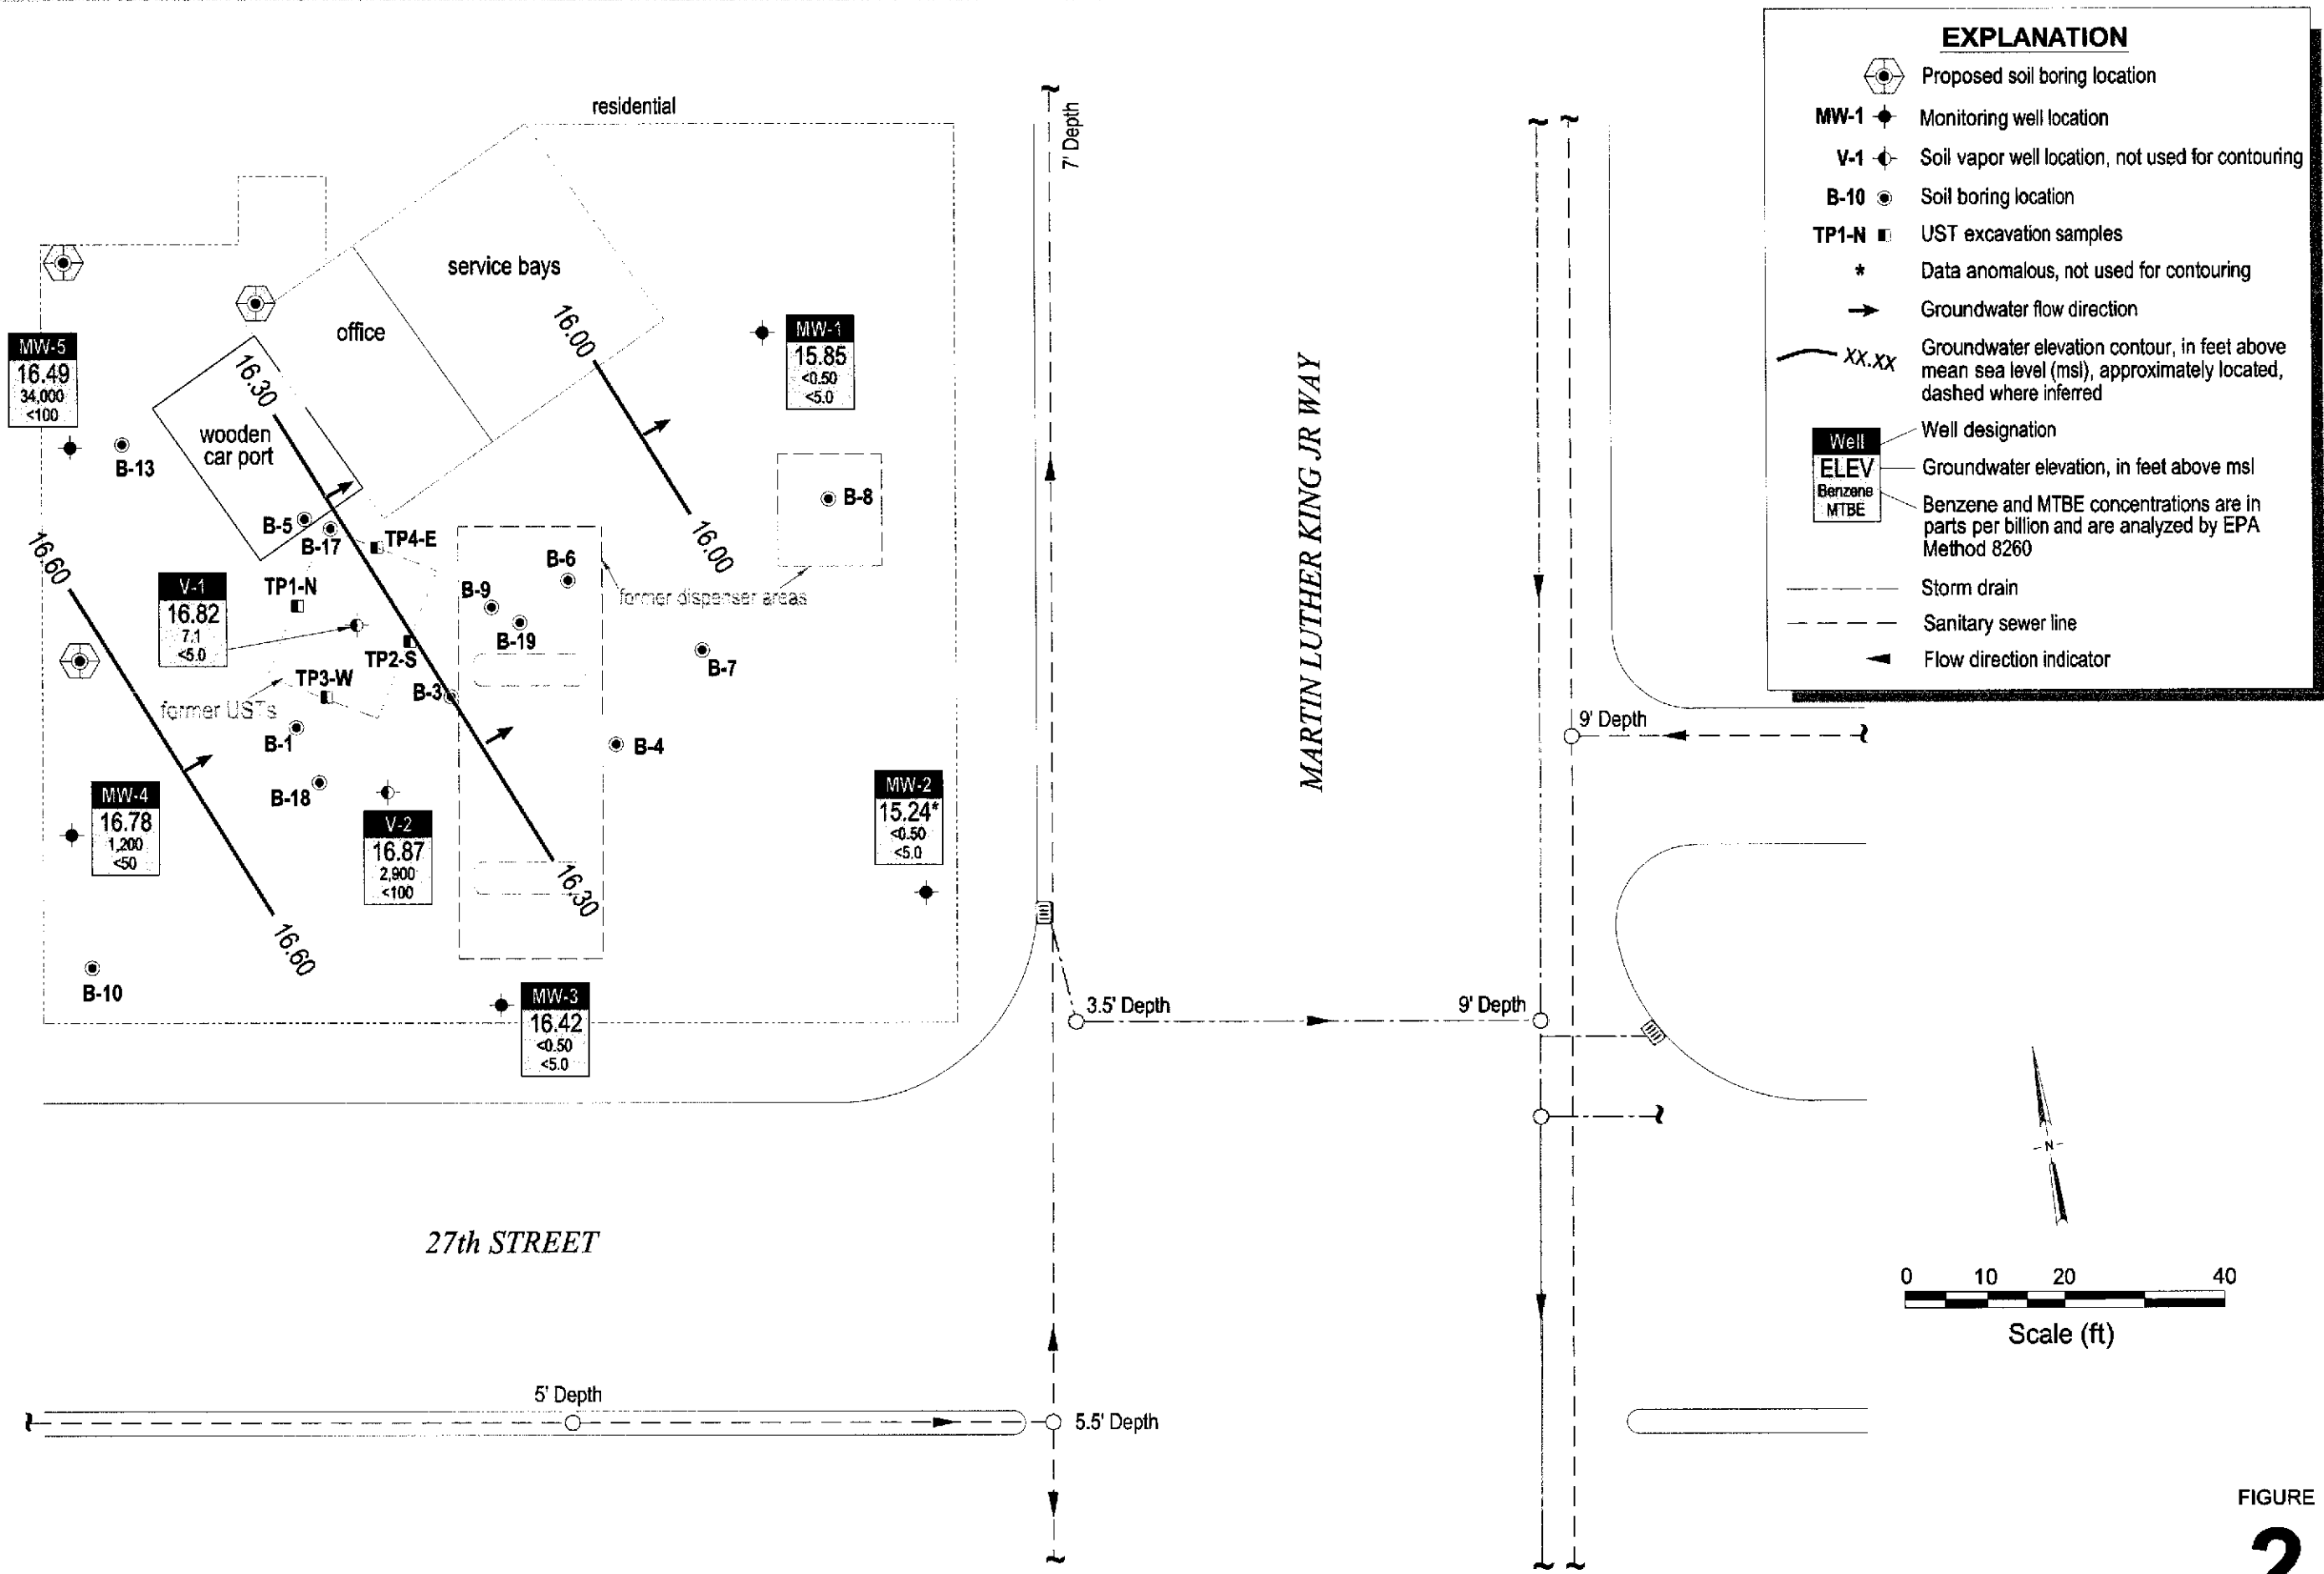 EXPLANATION
Proposed soil boring location
MW-1 Monitoring well location
V-1 Soil vapor well location, not used for contouring
B-10 Soil boring location
TP1-N UST excavation samples
* Data anomalous, not used for contouring
Groundwater flow direction
XX.XX Groundwater elevation contour, in feet above
mean sea level (msl), approximately located,
dashed where inferred
Well
ELEV
Benzene
MTBE
Well designation
Groundwater elevation, in feet above msl
Benzene and MTBE concentrations are in
parts per billion and are analyzed by EPA
Method 8260
Storm drain
Sanitary sewer line
Flow direction indicator
residential
7' Depth
service bays
office
16.00
16.00
MW-1
15.85
<0.50
<5.0
MW-5
16.49
34,000
<100
16.30
wooden
car port
B-13
B-8
B-5
B-17
TP4-E
16.60
V-1
16.82
7.1
<5.0
TP1-N
B-9
B-6
former dispenser areas
B-19
TP2-S
B-7
TP3-W
B-3
former USTs
B-1
B-4
B-18
MW-4
16.78
1,200
<50
V-2
16.87
2,900
<100
MW-2
15.24*
<0.50
<5.0
16.30
16.60
B-10
MW-3
16.42
<0.50
<5.0
MARTIN LUTHER KING JR WAY
9' Depth
3.5' Depth
9' Depth
27th STREET
5' Depth
5.5' Depth
N
0 10 20 40
Scale (ft)
FIGURE
2